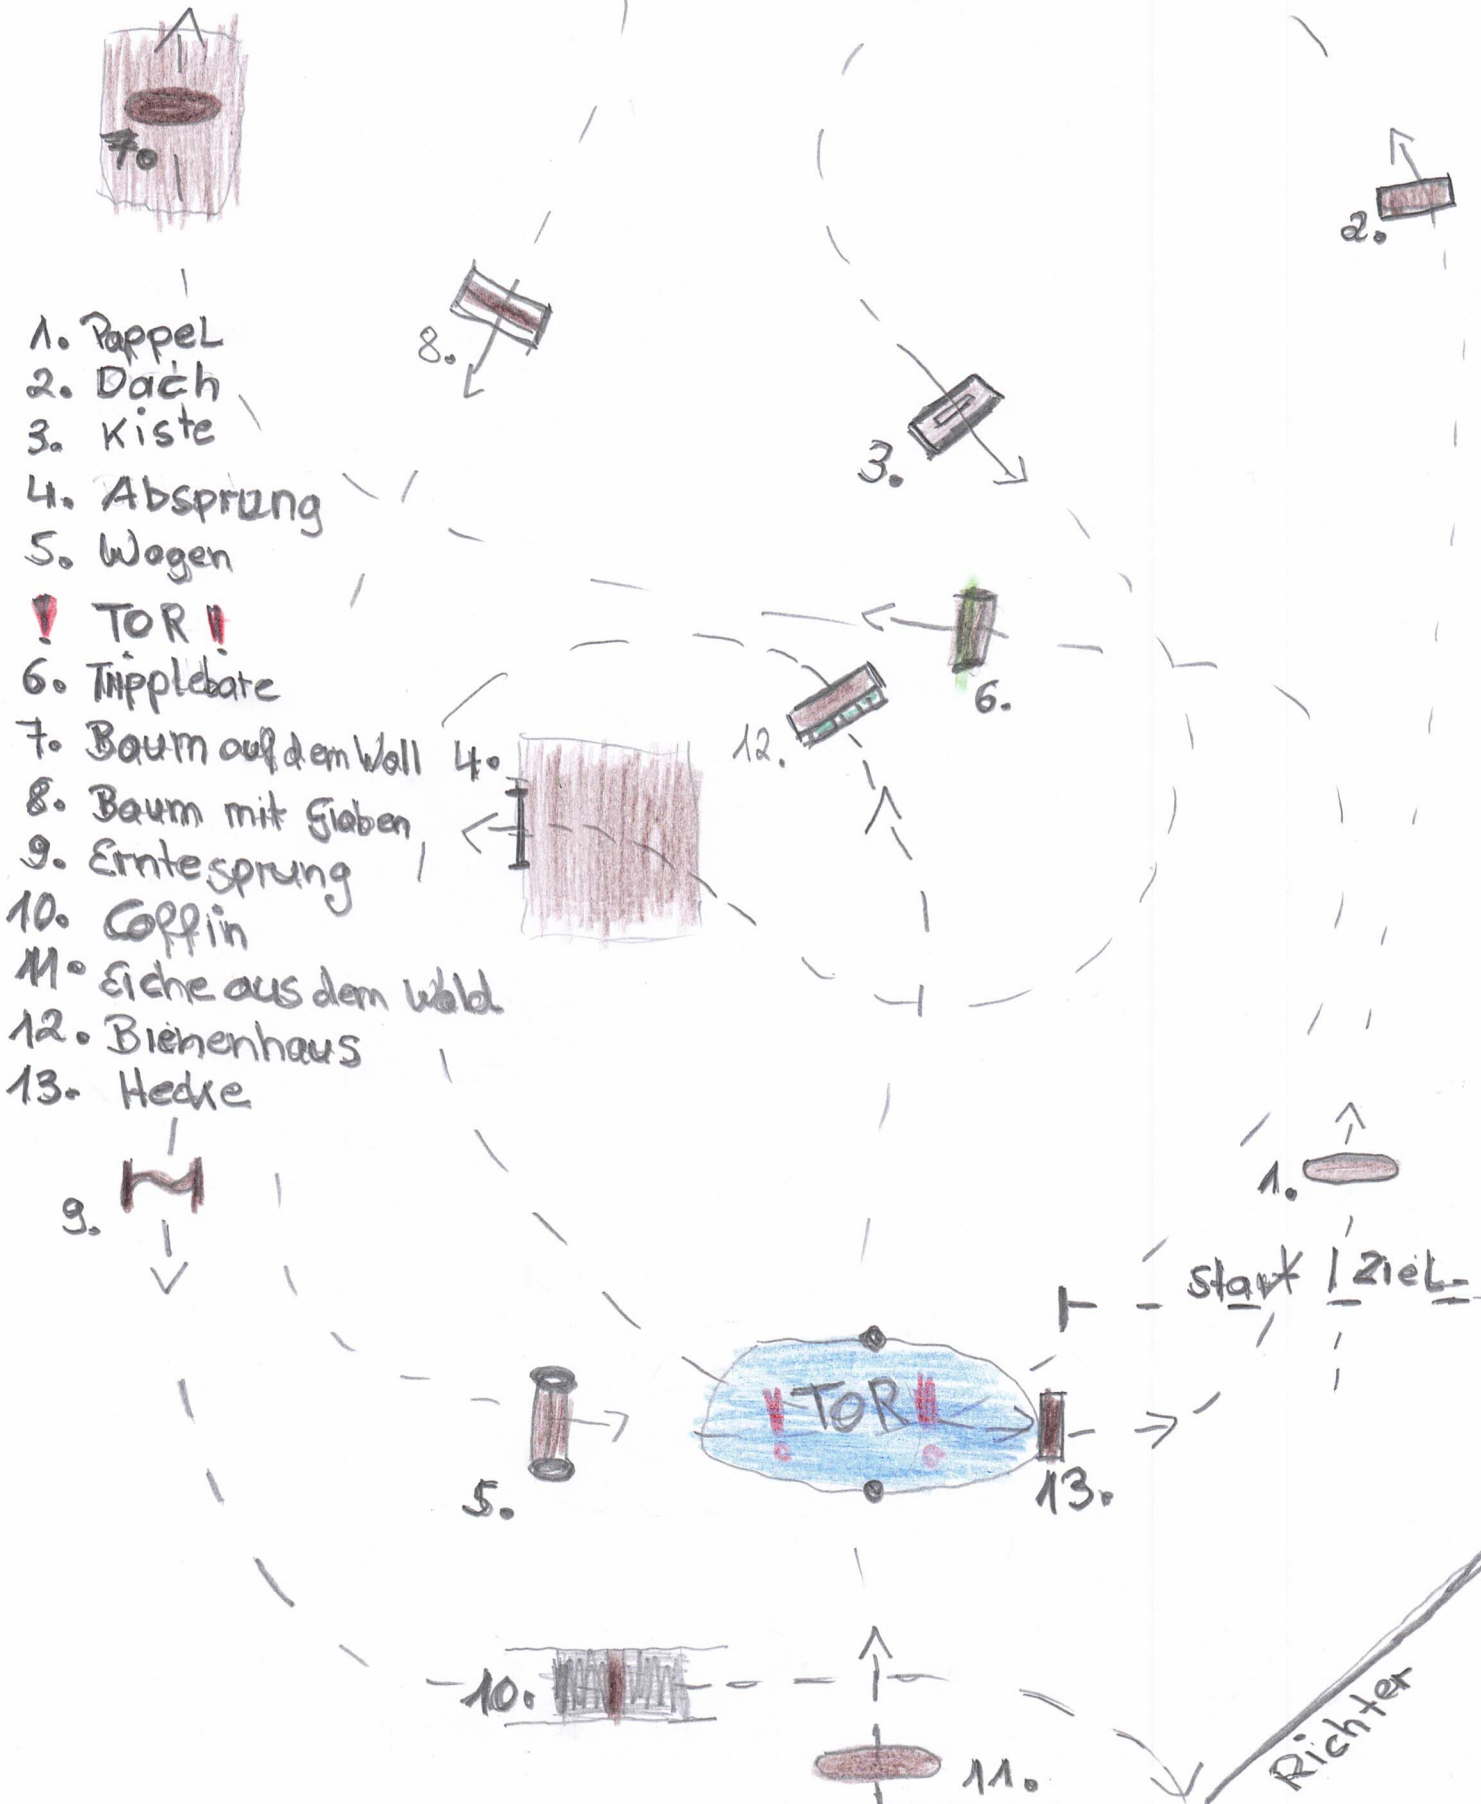 7.
2.
8.
3.
1. Pappel
2. Dach
3. Kiste
4. Absprung
5. Wagen
! TOR !!
6. Tripplebare
7. Baum auf dem Wall
8. Baum mit Graben
9. Erntesprung
10. Coffin
11. Eiche aus dem Wald
12. Bienenhaus
13. Hecke
6.
12.
4.
9.
1.
Start / Ziel
! TOR !!
5.
13.
10.
11.
Richter